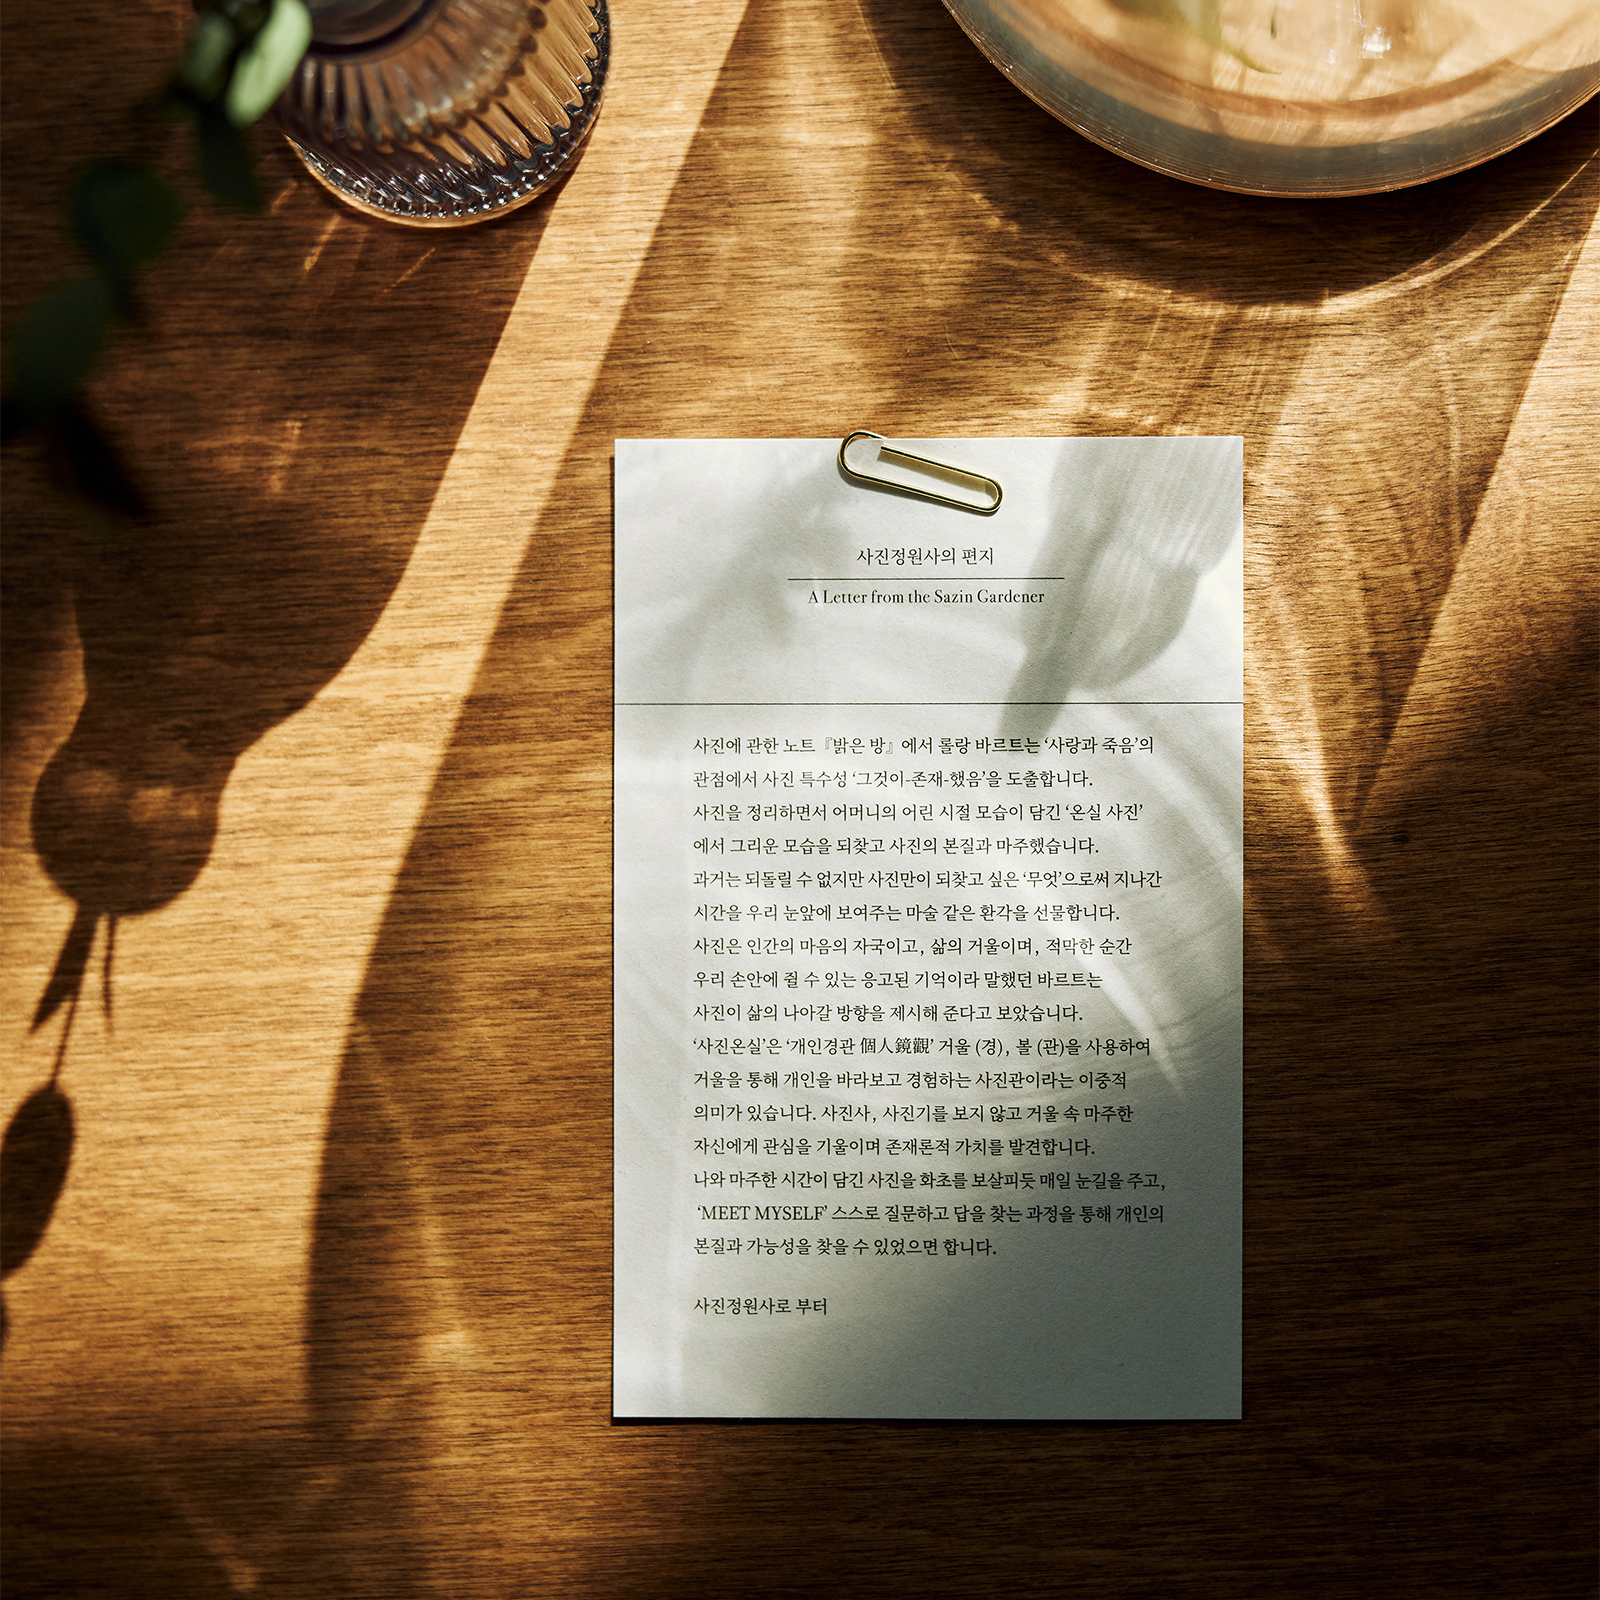 사진정원사의 편지
A Letter from the Sazin Gardener
사진에 관한 노트『밝은 방』에서 롤랑 바르트는 ‘사랑과 죽음’의
관점에서 사진 특수성 ‘그것이-존재-했음’을 도출합니다.
사진을 정리하면서 어머니의 어린 시절 모습이 담긴 ‘온실 사진’
에서 그리운 모습을 되찾고 사진의 본질과 마주했습니다.
과거는 되돌릴 수 없지만 사진만이 되찾고 싶은 ‘무엇’으로써 지나간
시간을 우리 눈앞에 보여주는 마술 같은 환각을 선물합니다.
사진은 인간의 마음의 자국이고, 삶의 거울이며, 적막한 순간
우리 손안에 쥘 수 있는 응고된 기억이라 말했던 바르트는
사진이 삶의 나아갈 방향을 제시해 준다고 보았습니다.
‘사진온실’은 ‘개인경관 個人鏡觀’ 거울 (경), 볼 (관)을 사용하여
거울을 통해 개인을 바라보고 경험하는 사진관이라는 이중적
의미가 있습니다. 사진사, 사진기를 보지 않고 거울 속 마주한
자신에게 관심을 기울이며 존재론적 가치를 발견합니다.
나와 마주한 시간이 담긴 사진을 화초를 보살피듯 매일 눈길을 주고,
‘MEET MYSELF’ 스스로 질문하고 답을 찾는 과정을 통해 개인의
본질과 가능성을 찾을 수 있었으면 합니다.
사진정원사로 부터